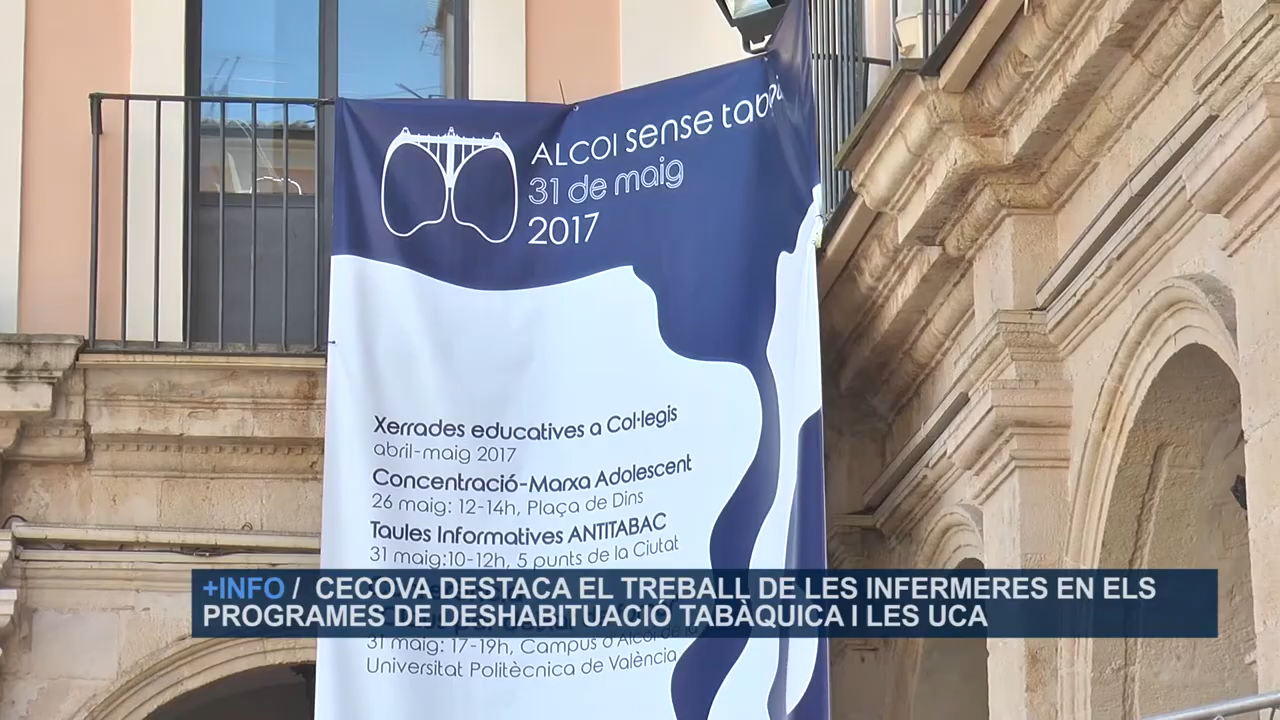 ALCOI sense tabac
31 de maig
2017
Xerrades educatives a Col·legis
abril-maig 2017
Concentració-Marxa Adolescent
26 maig: 12-14h, Plaça de Dins
Taules Informatives ANTITABAC
31 maig:10-12h, 5 punts de la Ciutat
+INFO / CECOVA DESTACA EL TREBALL DE LES INFERMERES EN ELS
PROGRAMES DE DESHABITUACIÓ TABÀQUICA I LES UCA
31 maig: 17-19h, Campus d'Alcoi de la
Universitat Politècnica de València